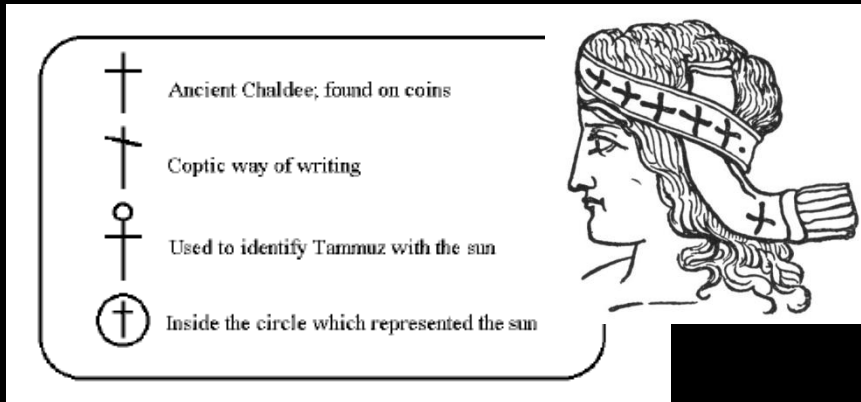 Ancient Chaldee; found on coins
Coptic way of writing
Used to identify Tammuz with the sun
Inside the circle which represented the sun